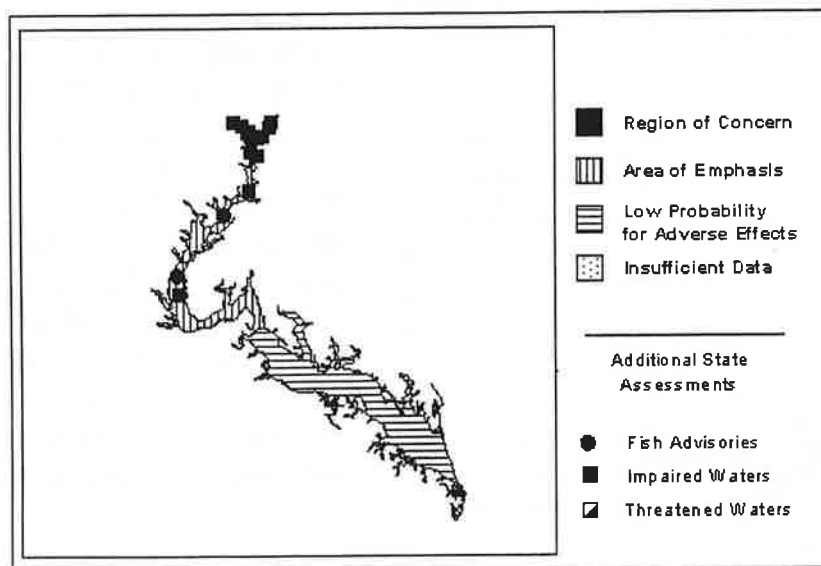 Region of Concern
Area of Emphasis
Low Probability
for Adverse Effects
Insufficient Data
Additional State
Assessments
Fish Advisories
Impaired Waters
Threatened Waters